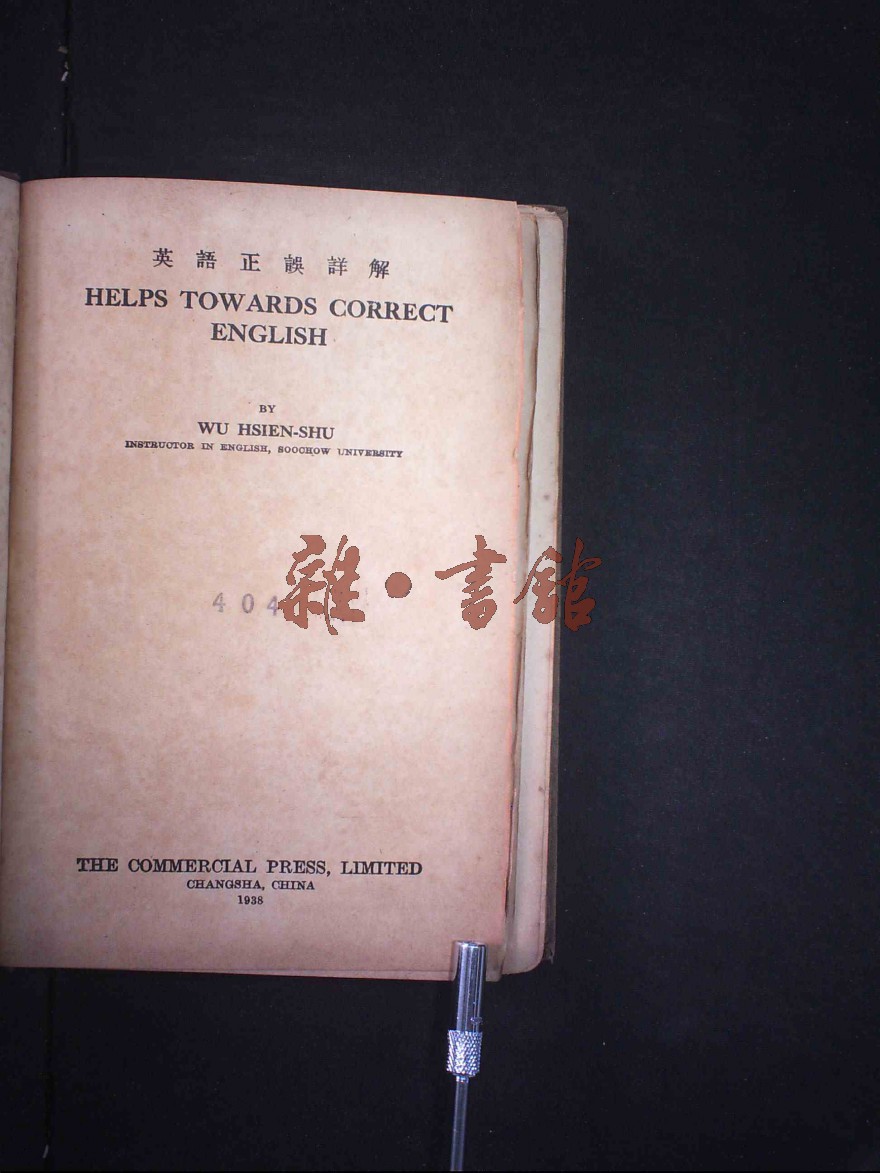 英語正誤詳解
HELPS TOWARDS CORRECT
ENGLISH
BY
WU HSIEN-SHU
INSTRUCTOR IN ENGLISH, SOOCHOW UNIVERSITY
404
雜·書館
THE COMMERCIAL PRESS, LIMITED
CHANGSHA, CHINA
1938